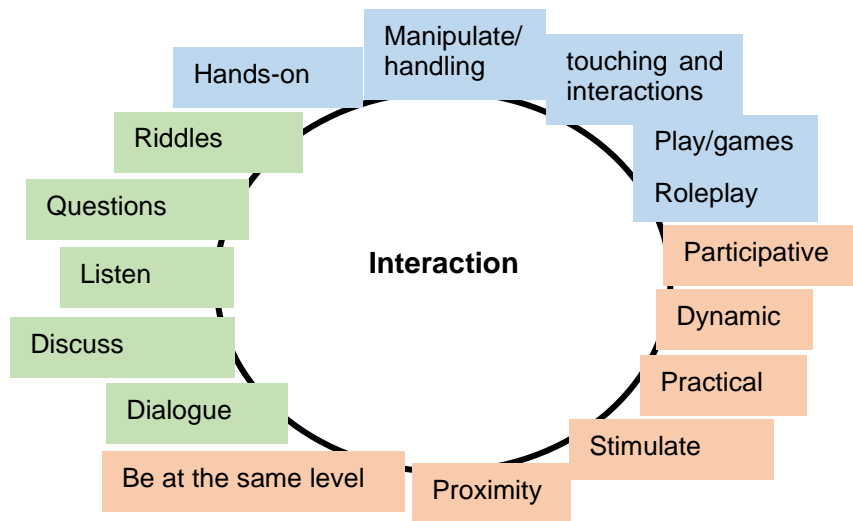 Manipulate/
handling
Hands-on
touching and
interactions
Riddles
Play/games
Roleplay
Questions
Participative
Interaction
Listen
Dynamic
Discuss
Practical
Dialogue
Stimulate
Be at the same level
Proximity